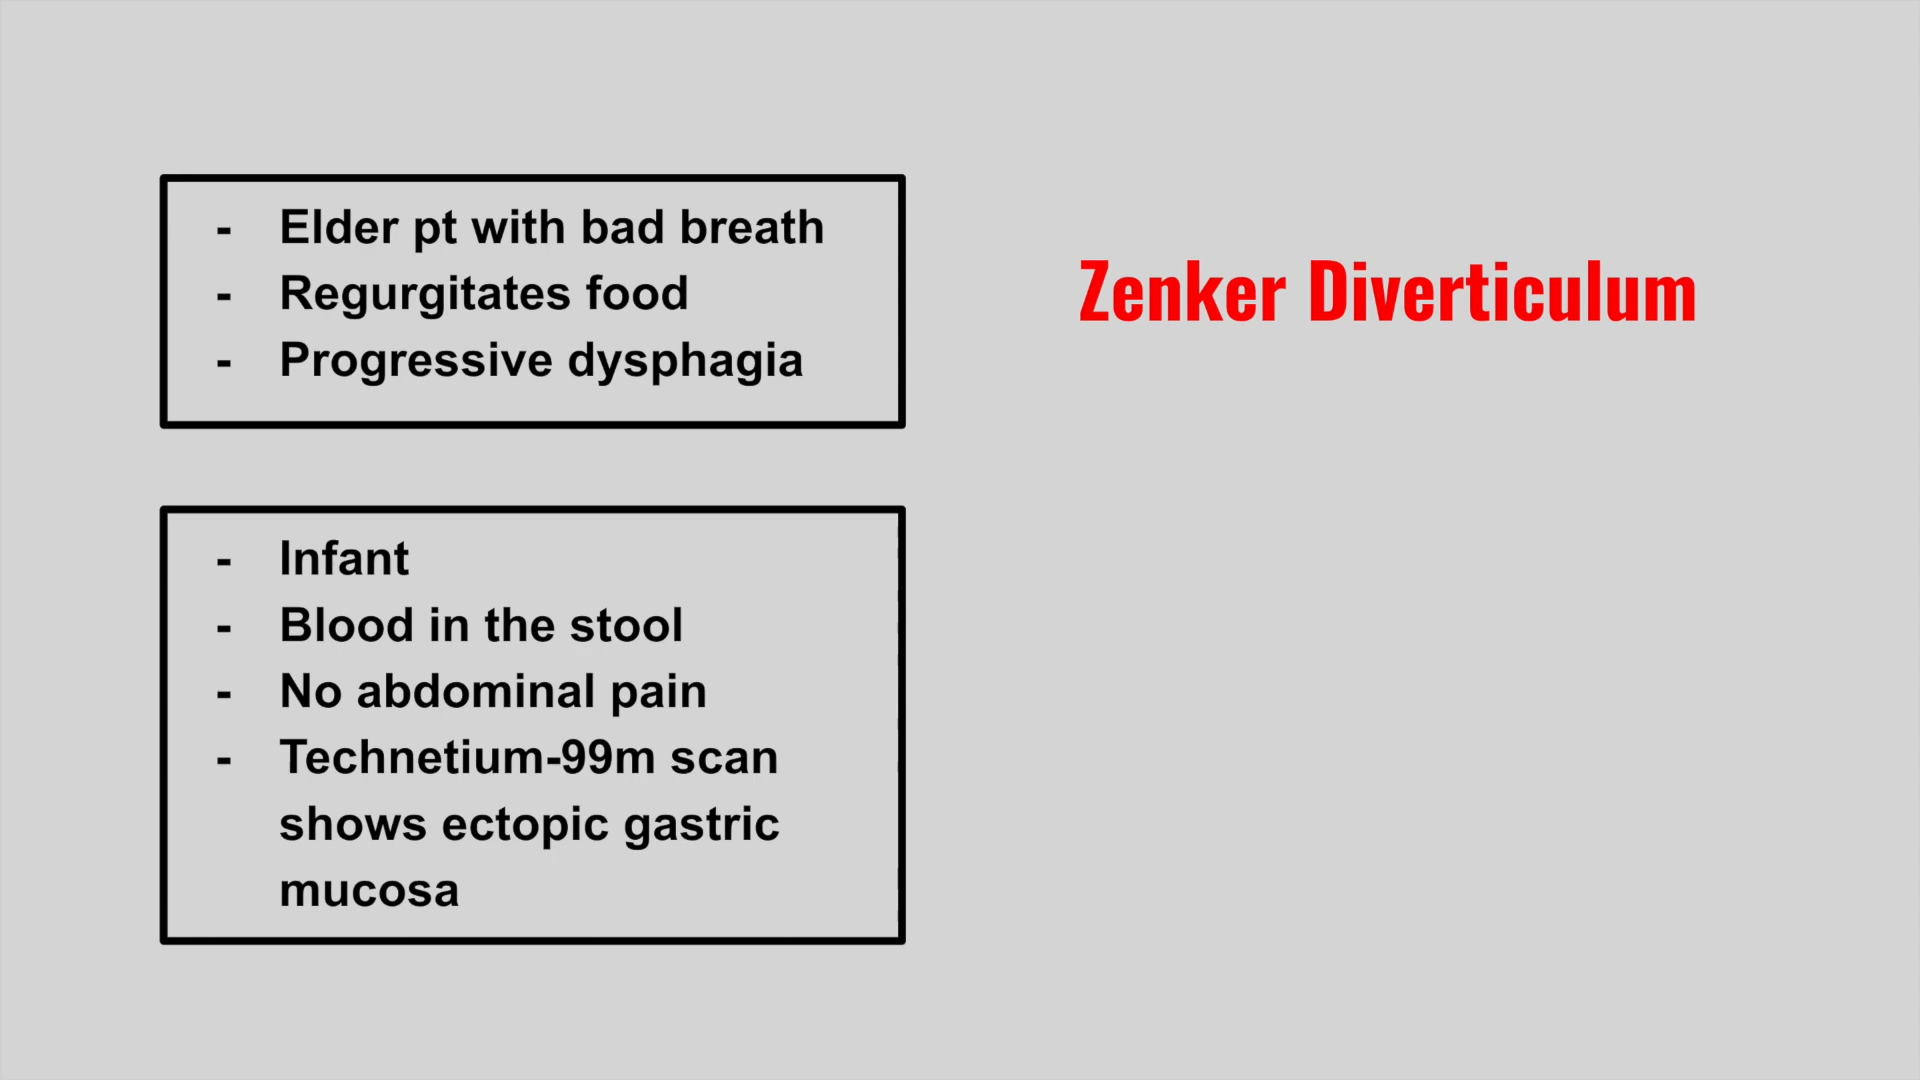 - Elder pt with bad breath
- Regurgitates food
- Progressive dysphagia
Zenker Diverticulum
- Infant
- Blood in the stool
- No abdominal pain
- Technetium-99m scan
shows ectopic gastric
mucosa